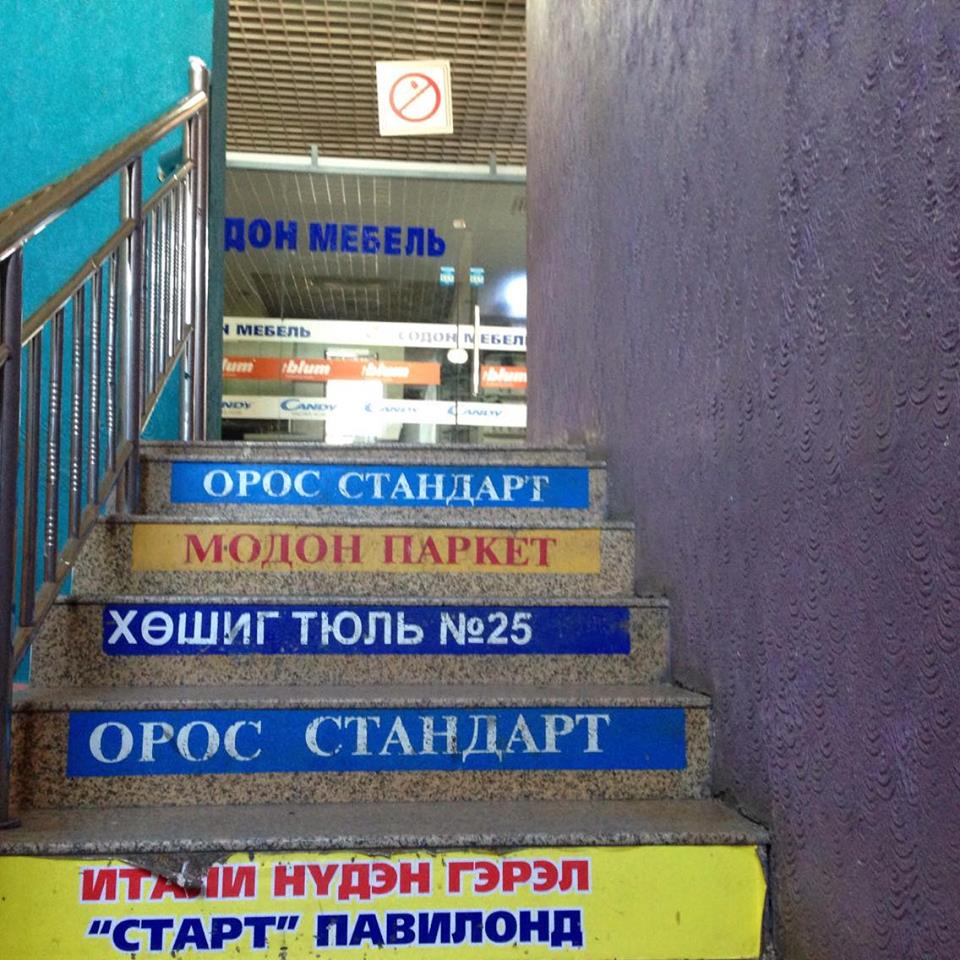 ДОН МЕБЕЛЬ
Н МЕБЕЛЬ СОДОН МЕБЕЛЬ
blum blum blum
CANDY CANDY CANDY
ОРОС СТАНДАРТ
МОДОН ПАРКЕТ
ХӨШИГ ТЮЛЬ №25
ОРОС СТАНДАРТ
ИТАЛИ НҮДЭН ГЭРЭЛ
“СТАРТ” ПАВИЛОНД